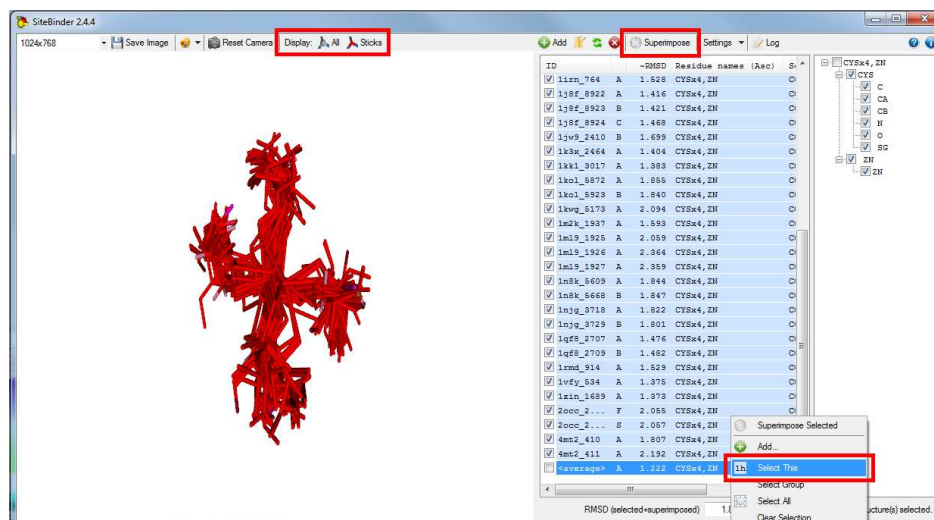 SiteBinder 2.4.4
1024x768 Save Image Reset Camera Display: All Sticks Add Superimpose Settings Log
ID ~RMSD Residue names (Asc)
1irn_764 A 1.528 CYSx4,ZN
1j8f_8922 A 1.416 CYSx4,ZN
1j8f_8923 B 1.421 CYSx4,ZN
1j8f_8924 C 1.468 CYSx4,ZN
1jw9_2410 B 1.699 CYSx4,ZN
1k3x_2464 A 1.404 CYSx4,ZN
1kk1_3017 A 1.383 CYSx4,ZN
1kol_5872 A 1.855 CYSx4,ZN
1kol_5923 B 1.840 CYSx4,ZN
1kwg_5173 A 2.094 CYSx4,ZN
1m2k_1937 A 1.593 CYSx4,ZN
1ml9_1925 A 2.059 CYSx4,ZN
1ml9_1926 A 2.364 CYSx4,ZN
1ml9_1927 A 2.359 CYSx4,ZN
1n8k_5609 A 1.844 CYSx4,ZN
1n8k_5668 B 1.847 CYSx4,ZN
1njg_3718 A 1.822 CYSx4,ZN
1njg_3729 B 1.801 CYSx4,ZN
1qf8_2707 A 1.476 CYSx4,ZN
1qf8_2709 B 1.482 CYSx4,ZN
1rmd_914 A 1.529 CYSx4,ZN
1vfy_534 A 1.375 CYSx4,ZN
1zin_1689 A 1.373 CYSx4,ZN
2occ_2... F 2.055 CYSx4,ZN
2occ_2... S 2.057 CYSx4,ZN
4mt2_410 A 1.807 CYSx4,ZN
4mt2_411 A 2.192 CYSx4,ZN
<average> A 1.222 CYSx4,ZN
RMSD (selected+superimposed) 1.8
Superimpose Selected
Add...
1h Select This
Select Group
Select All
Clear Selection
ucture(s) selected.
CYSx4,ZN
CYS
C
CA
CB
N
O
SG
ZN
ZN